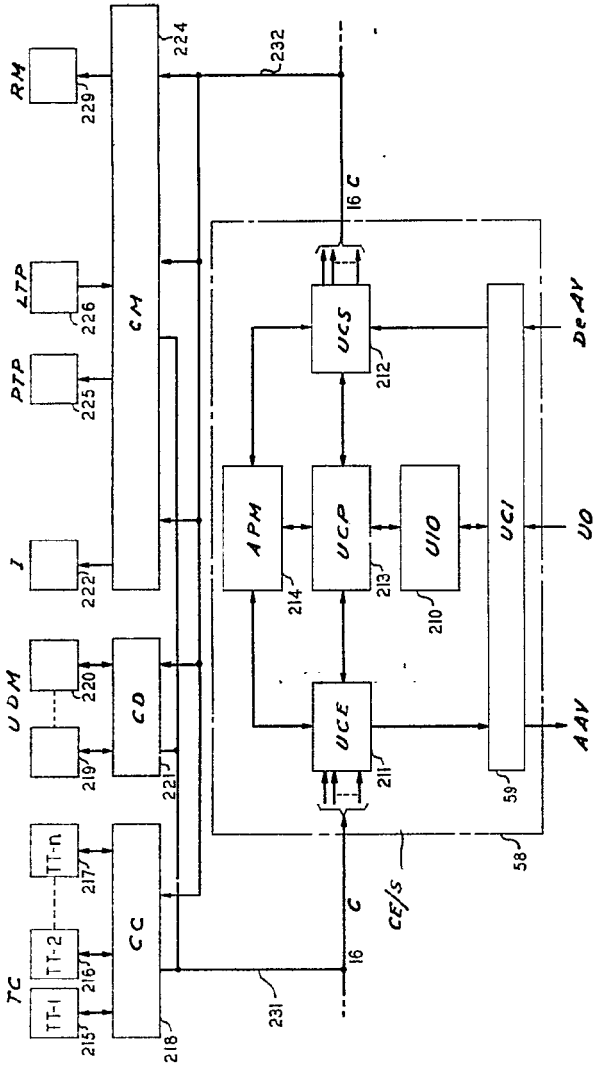 TC
UDM
I
PTP
LTP
RM
TT-1
TT-2
TT-n
215
216
217
219
220
222
225
226
229
CC
CD
CM
218
221
224
231
232
16 C
16 C
CE/S
APM
214
UCE
211
UCP
213
UCS
212
UIO
210
UCI
59
58
AAV
UO
DeAV